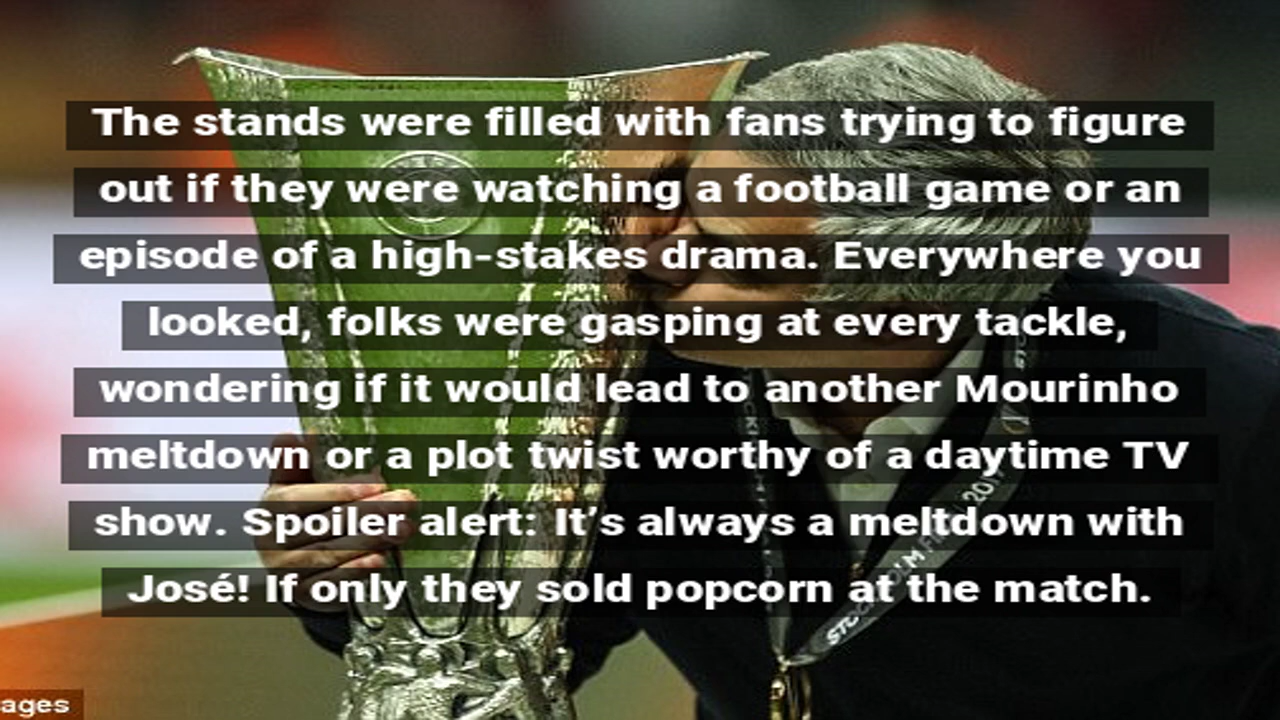 The stands were filled with fans trying to figure
out if they were watching a football game or an
episode of a high-stakes drama. Everywhere you
looked, folks were gasping at every tackle,
wondering if it would lead to another Mourinho
meltdown or a plot twist worthy of a daytime TV
show. Spoiler alert: It's always a meltdown with
José! If only they sold popcorn at the match.
ages